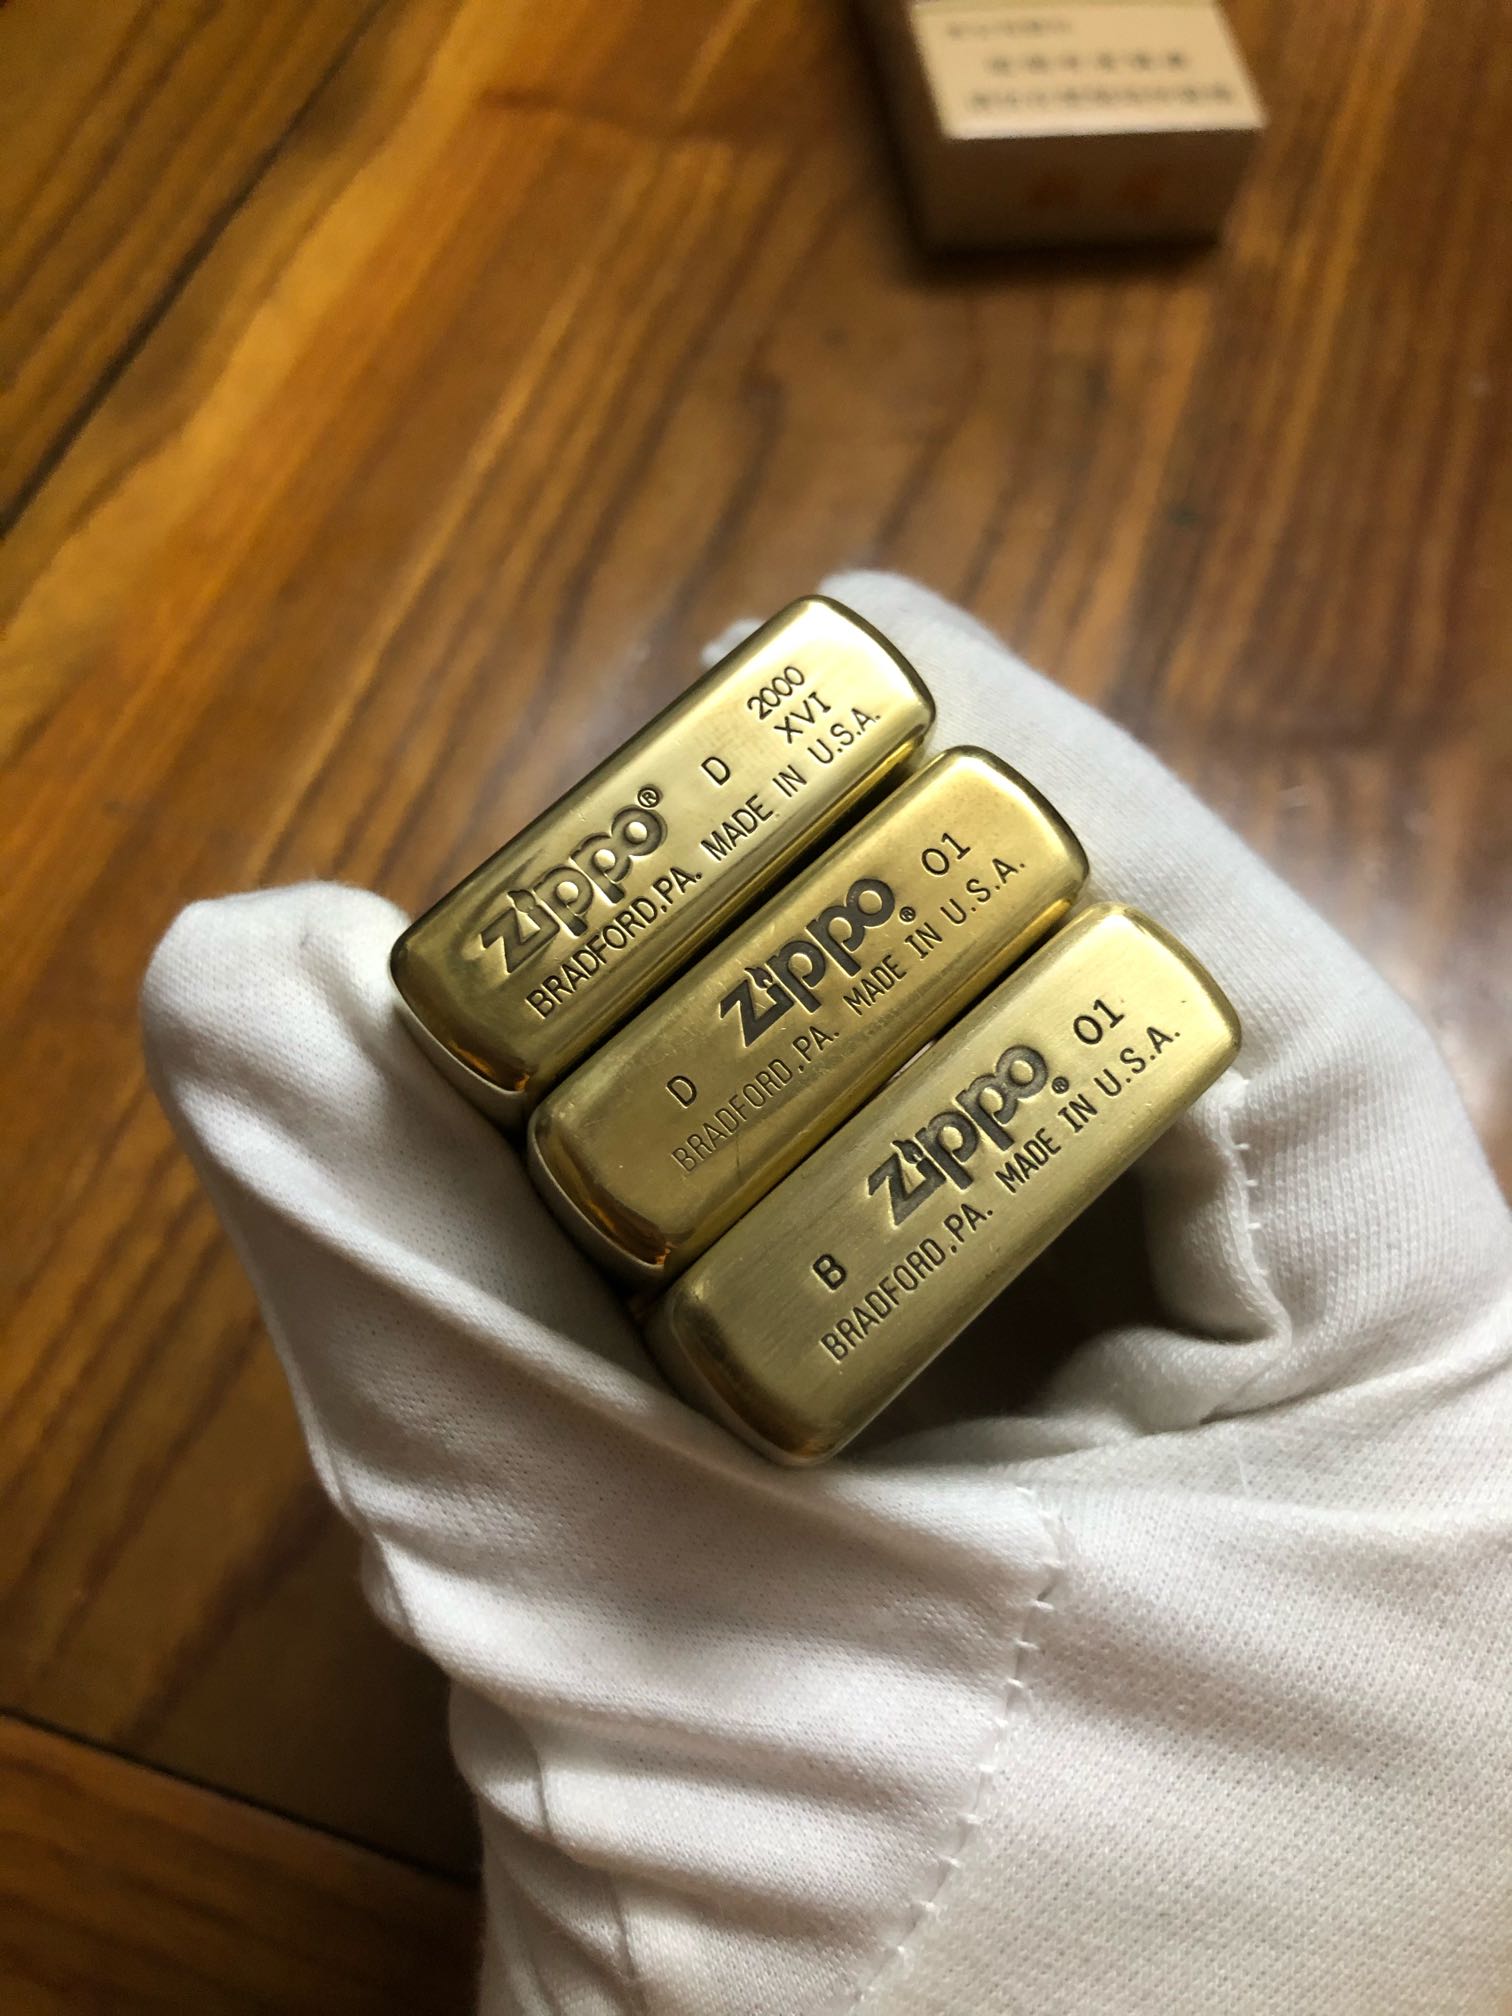 2000
D XVI
zippo®
BRADFORD,PA. MADE IN U.S.A.
D zippo® 01
BRADFORD,PA. MADE IN U.S.A.
B zippo® 01
BRADFORD,PA. MADE IN U.S.A.